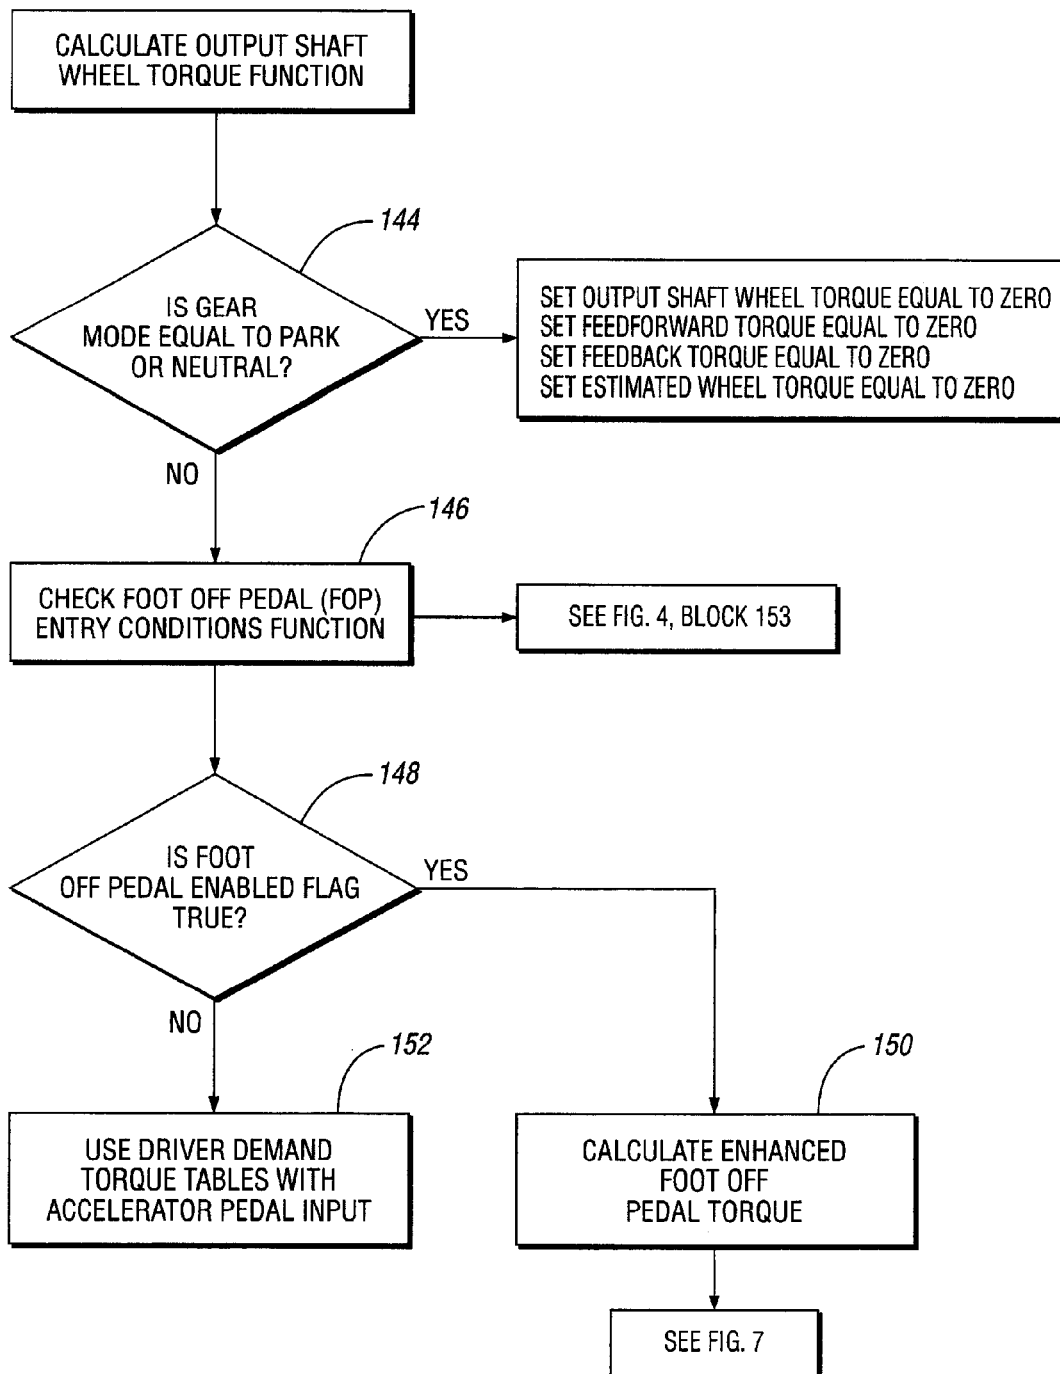 CALCULATE OUTPUT SHAFT
WHEEL TORQUE FUNCTION
144
IS GEAR
MODE EQUAL TO PARK
OR NEUTRAL?
YES
SET OUTPUT SHAFT WHEEL TORQUE EQUAL TO ZERO
SET FEEDFORWARD TORQUE EQUAL TO ZERO
SET FEEDBACK TORQUE EQUAL TO ZERO
SET ESTIMATED WHEEL TORQUE EQUAL TO ZERO
NO
146
CHECK FOOT OFF PEDAL (FOP)
ENTRY CONDITIONS FUNCTION
SEE FIG. 4, BLOCK 153
148
IS FOOT
OFF PEDAL ENABLED FLAG
TRUE?
YES
NO
152
USE DRIVER DEMAND
TORQUE TABLES WITH
ACCELERATOR PEDAL INPUT
150
CALCULATE ENHANCED
FOOT OFF
PEDAL TORQUE
SEE FIG. 7